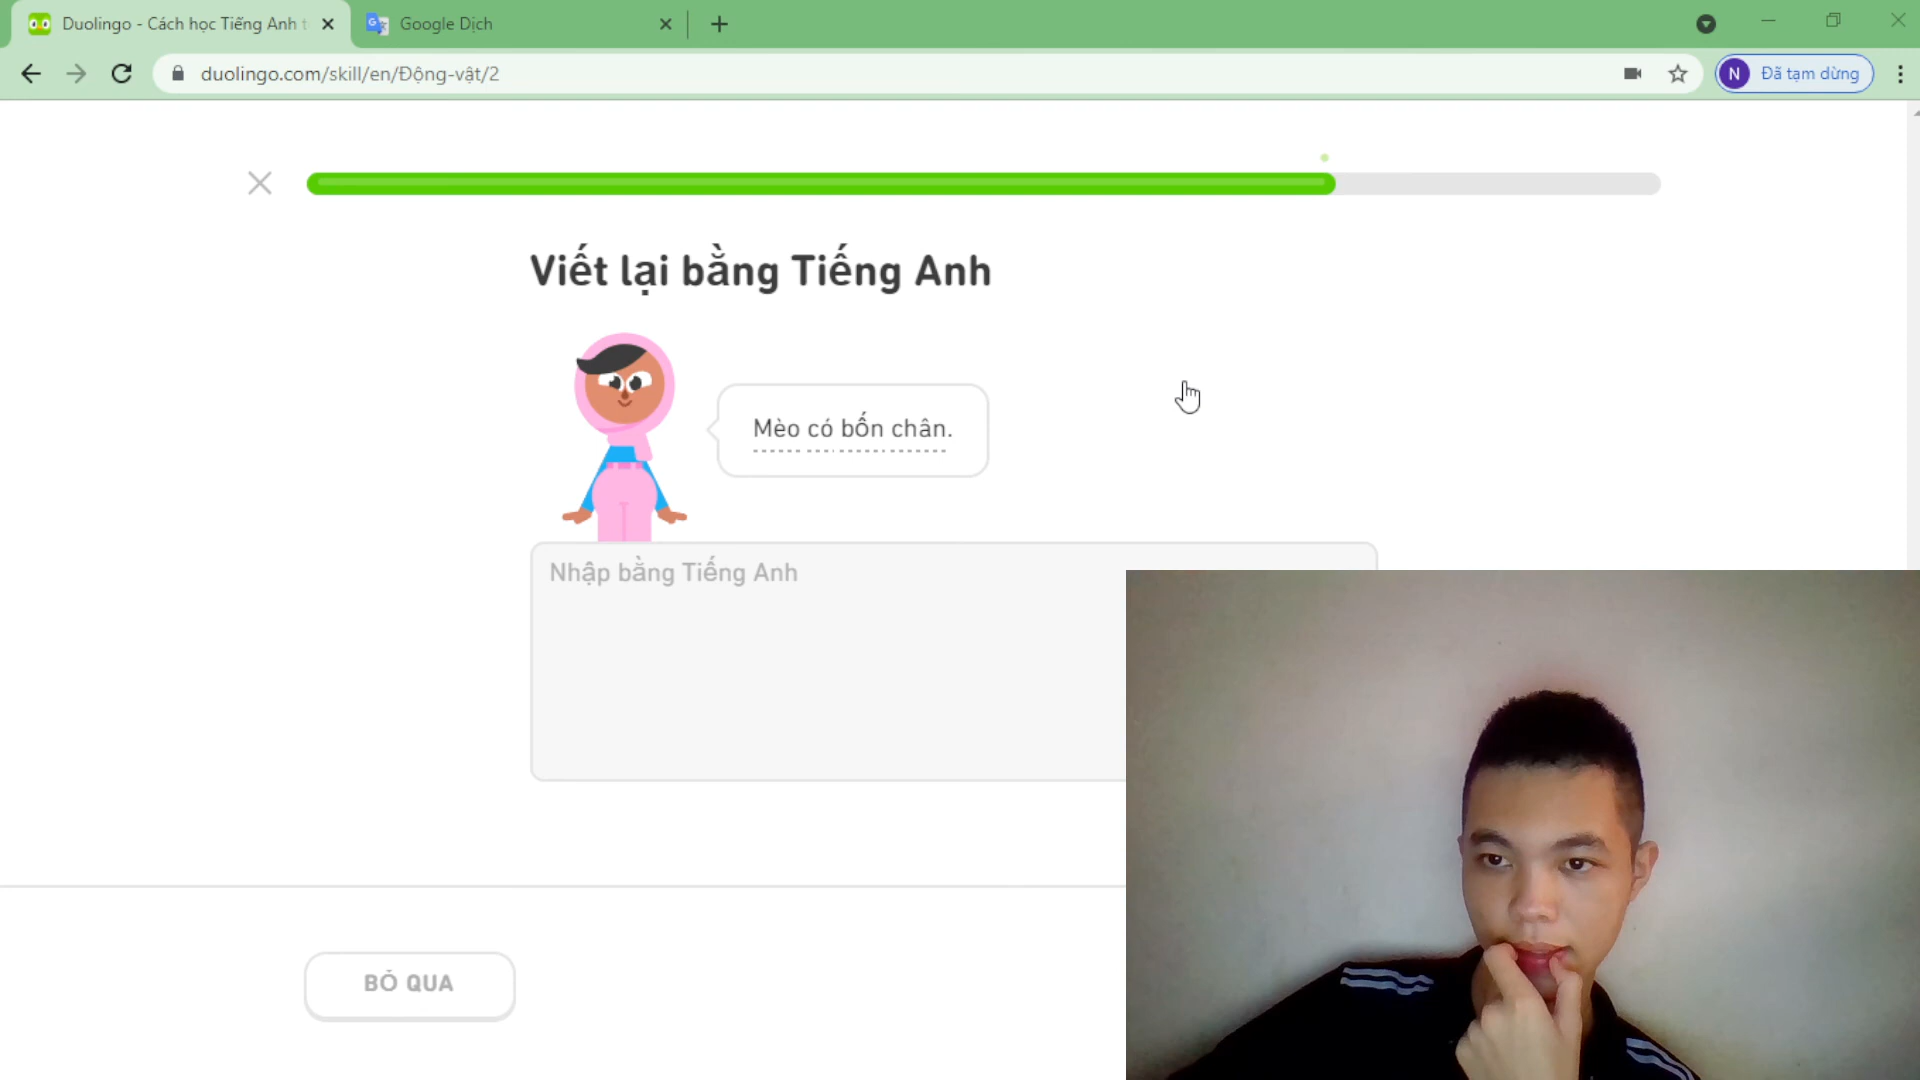 Duolingo - Cách học Tiếng Anh t
Google Dịch
duolingo.com/skill/en/Động-vật/2
N
Đã tạm dừng
Viết lại bằng Tiếng Anh
Mèo có bốn chân.
Nhập bằng Tiếng Anh
BỎ QUA